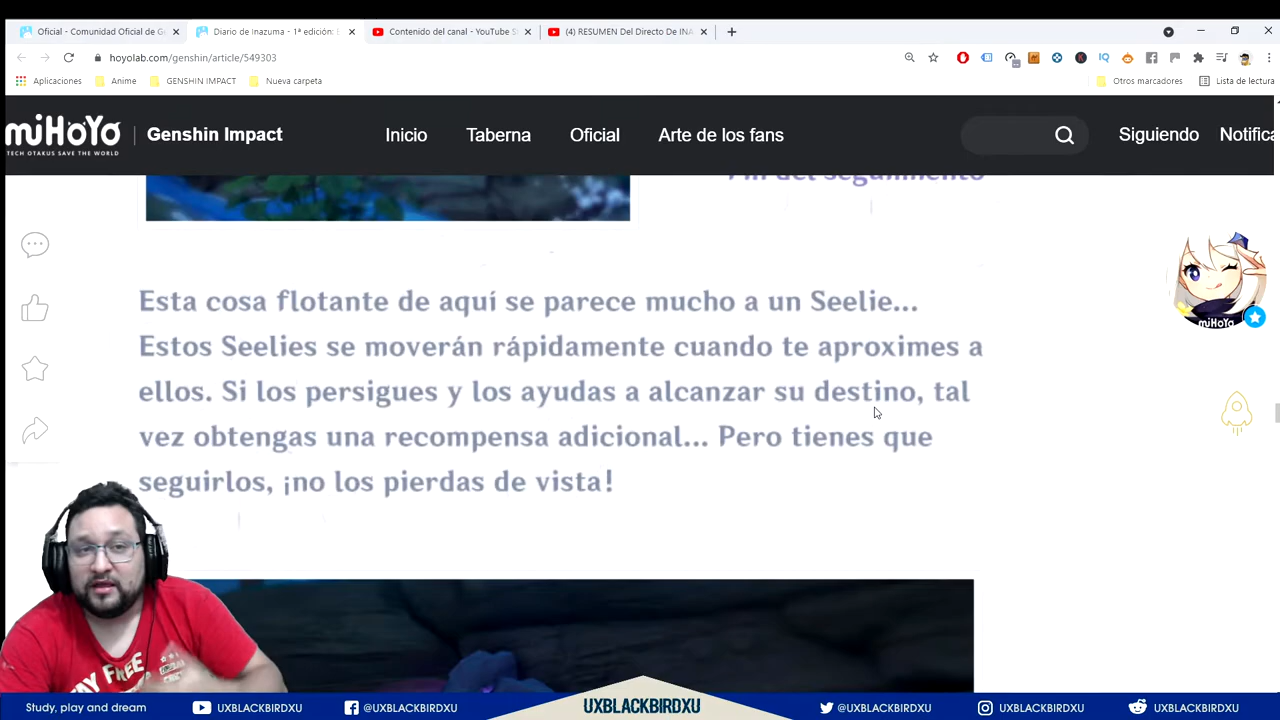 Oficial - Comunidad Oficial de Ge
Diario de Inazuma - 1ª edición: E
Contenido del canal - YouTube S
(4) RESUMEN Del Directo De INA
hoyolab.com/genshin/article/549303
Aplicaciones
Anime
GENSHIN IMPACT
Nueva carpeta
Otros marcadores
Lista de lectura
miHoYo
TECH OTAKUS SAVE THE WORLD
Genshin Impact
Inicio
Taberna
Oficial
Arte de los fans
Siguiendo
Notifica
Fin del seguimiento
Esta cosa flotante de aquí se parece mucho a un Seelie...
Estos Seelies se moverán rápidamente cuando te aproximes a
ellos. Si los persigues y los ayudas a alcanzar su destino, tal
vez obtengas una recompensa adicional... Pero tienes que
seguirlos, ¡no los pierdas de vista!
miHoYo
Study, play and dream
UXBLACKBIRDXU
@UXBLACKBIRDXU
UXBLACKBIRDXU
@UXBLACKBIRDXU
UXBLACKBIRDXU
UXBLACKBIRDXU